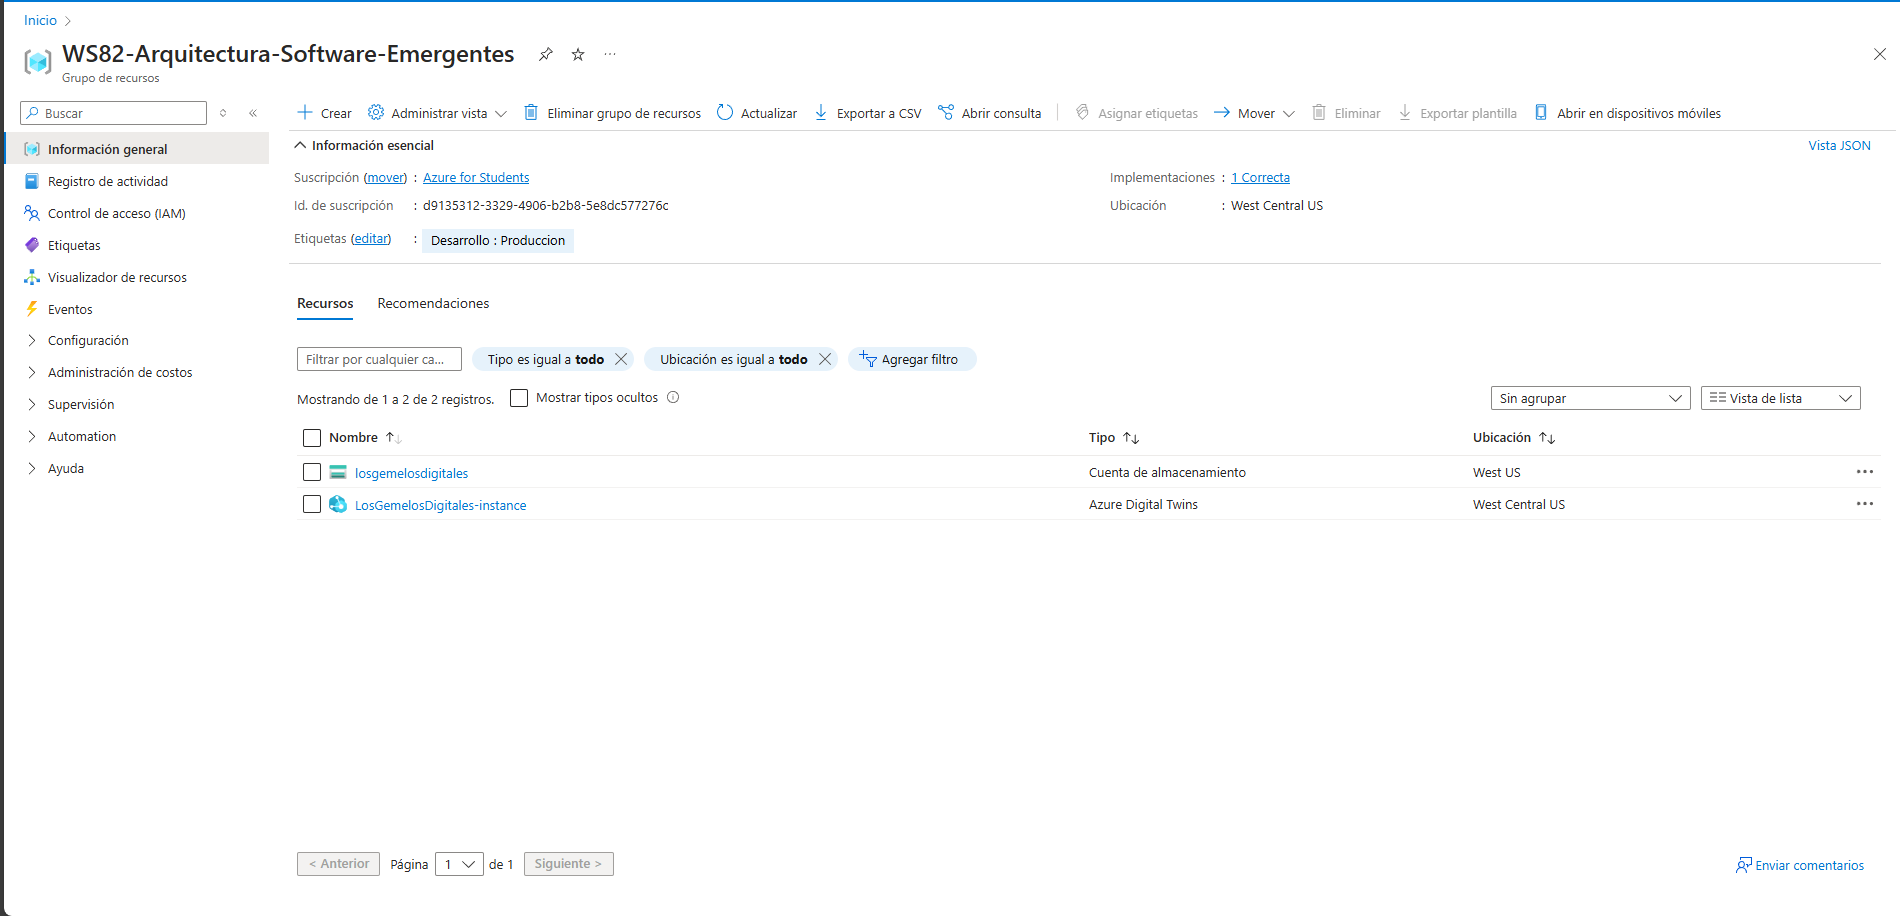 Inicio
WS82-Arquitectura-Software-Emergentes
Grupo de recursos
Buscar
Crear Administrar vista Eliminar grupo de recursos Actualizar Exportar a CSV Abrir consulta Asignar etiquetas Mover Eliminar Exportar plantilla Abrir en dispositivos móviles
Información general
Registro de actividad
Control de acceso (IAM)
Etiquetas
Visualizador de recursos
Eventos
Configuración
Administración de costos
Supervisión
Automation
Ayuda
Información esencial Vista JSON
Suscripción (mover) : Azure for Students Implementaciones : 1 Correcta
Id. de suscripción : d9135312-3329-4906-b2b8-5e8dc577276c Ubicación : West Central US
Etiquetas (editar) : Desarrollo : Produccion
Recursos Recomendaciones
Filtrar por cualquier ca... Tipo es igual a todo Ubicación es igual a todo Agregar filtro
Mostrando de 1 a 2 de 2 registros. Mostrar tipos ocultos Sin agrupar Vista de lista
Nombre Tipo Ubicación
losgemelosdigitales Cuenta de almacenamiento West US
LosGemelosDigitales-instance Azure Digital Twins West Central US
< Anterior Página 1 de 1 Siguiente > Enviar comentarios